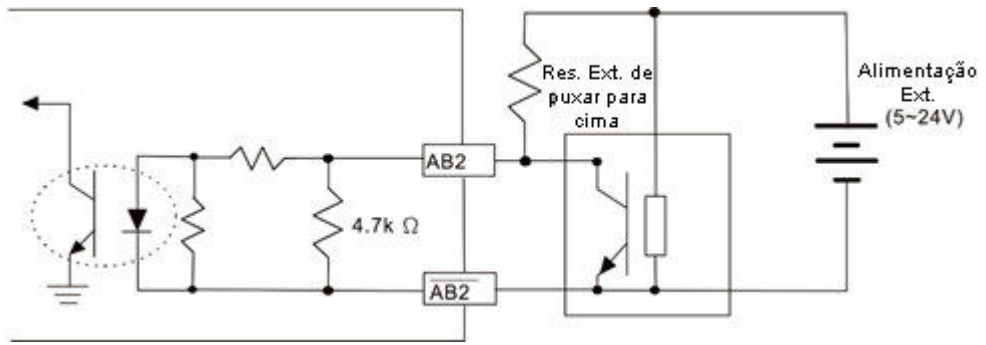 Res. Ext. de
puxar para
cima
Alimentação
Ext.
(5~24V)
AB2
4.7k Ω
AB2